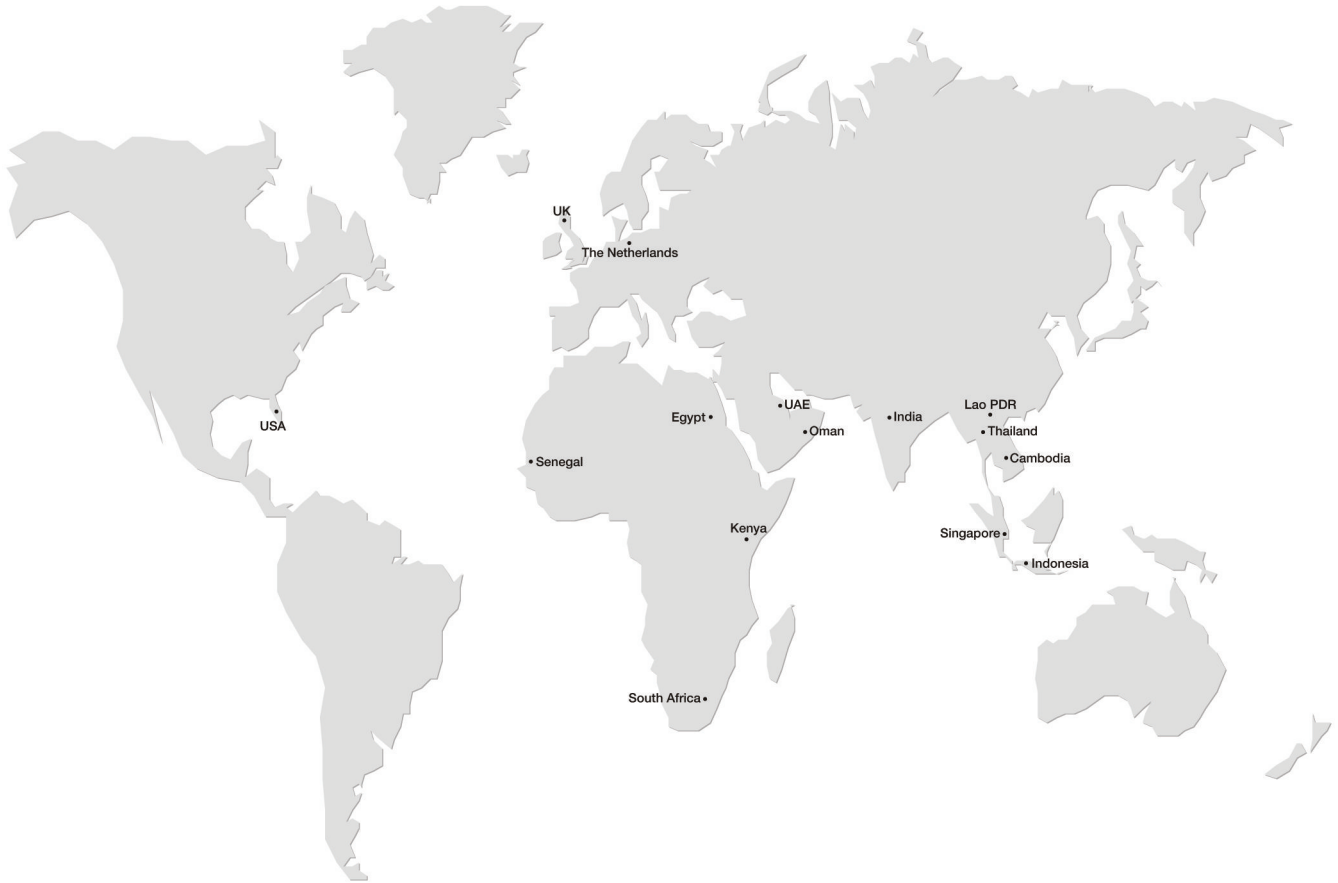 UK
The Netherlands
USA
Egypt
UAE
Oman
India
Lao PDR
Thailand
Cambodia
Senegal
Kenya
Singapore
Indonesia
South Africa